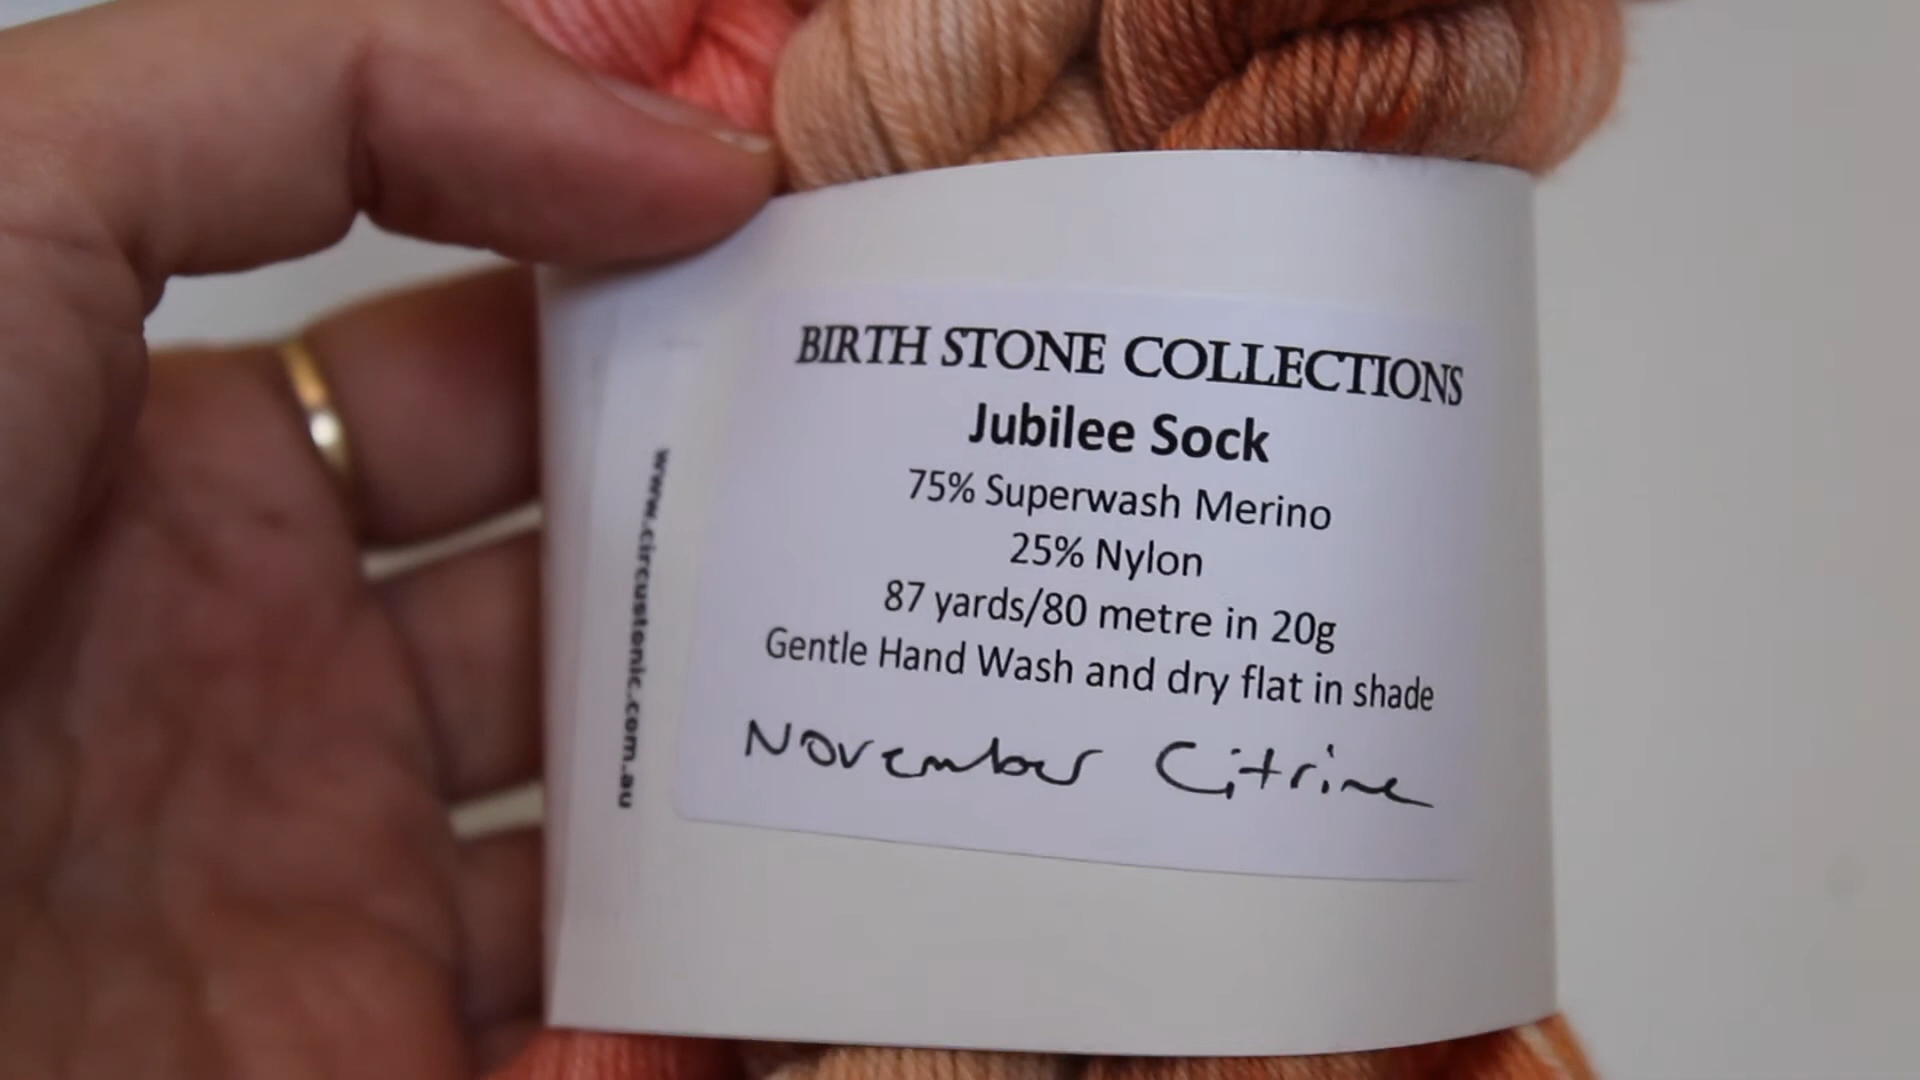 BIRTH STONE COLLECTIONS
Jubilee Sock
75% Superwash Merino
25% Nylon
87 yards/80 metre in 20g
Gentle Hand Wash and dry flat in shade
November Citrine
www.circustonic.com.au